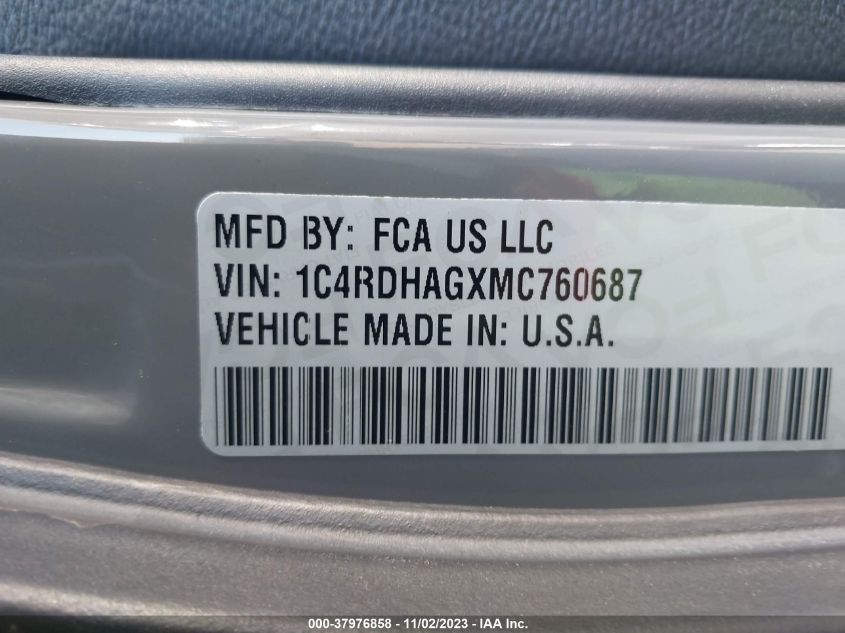 MFD BY: FCA US LLC
VIN: 1C4RDHAGXMC760687
VEHICLE MADE IN: U.S.A.
000-37976858 - 11/02/2023 - IAA Inc.